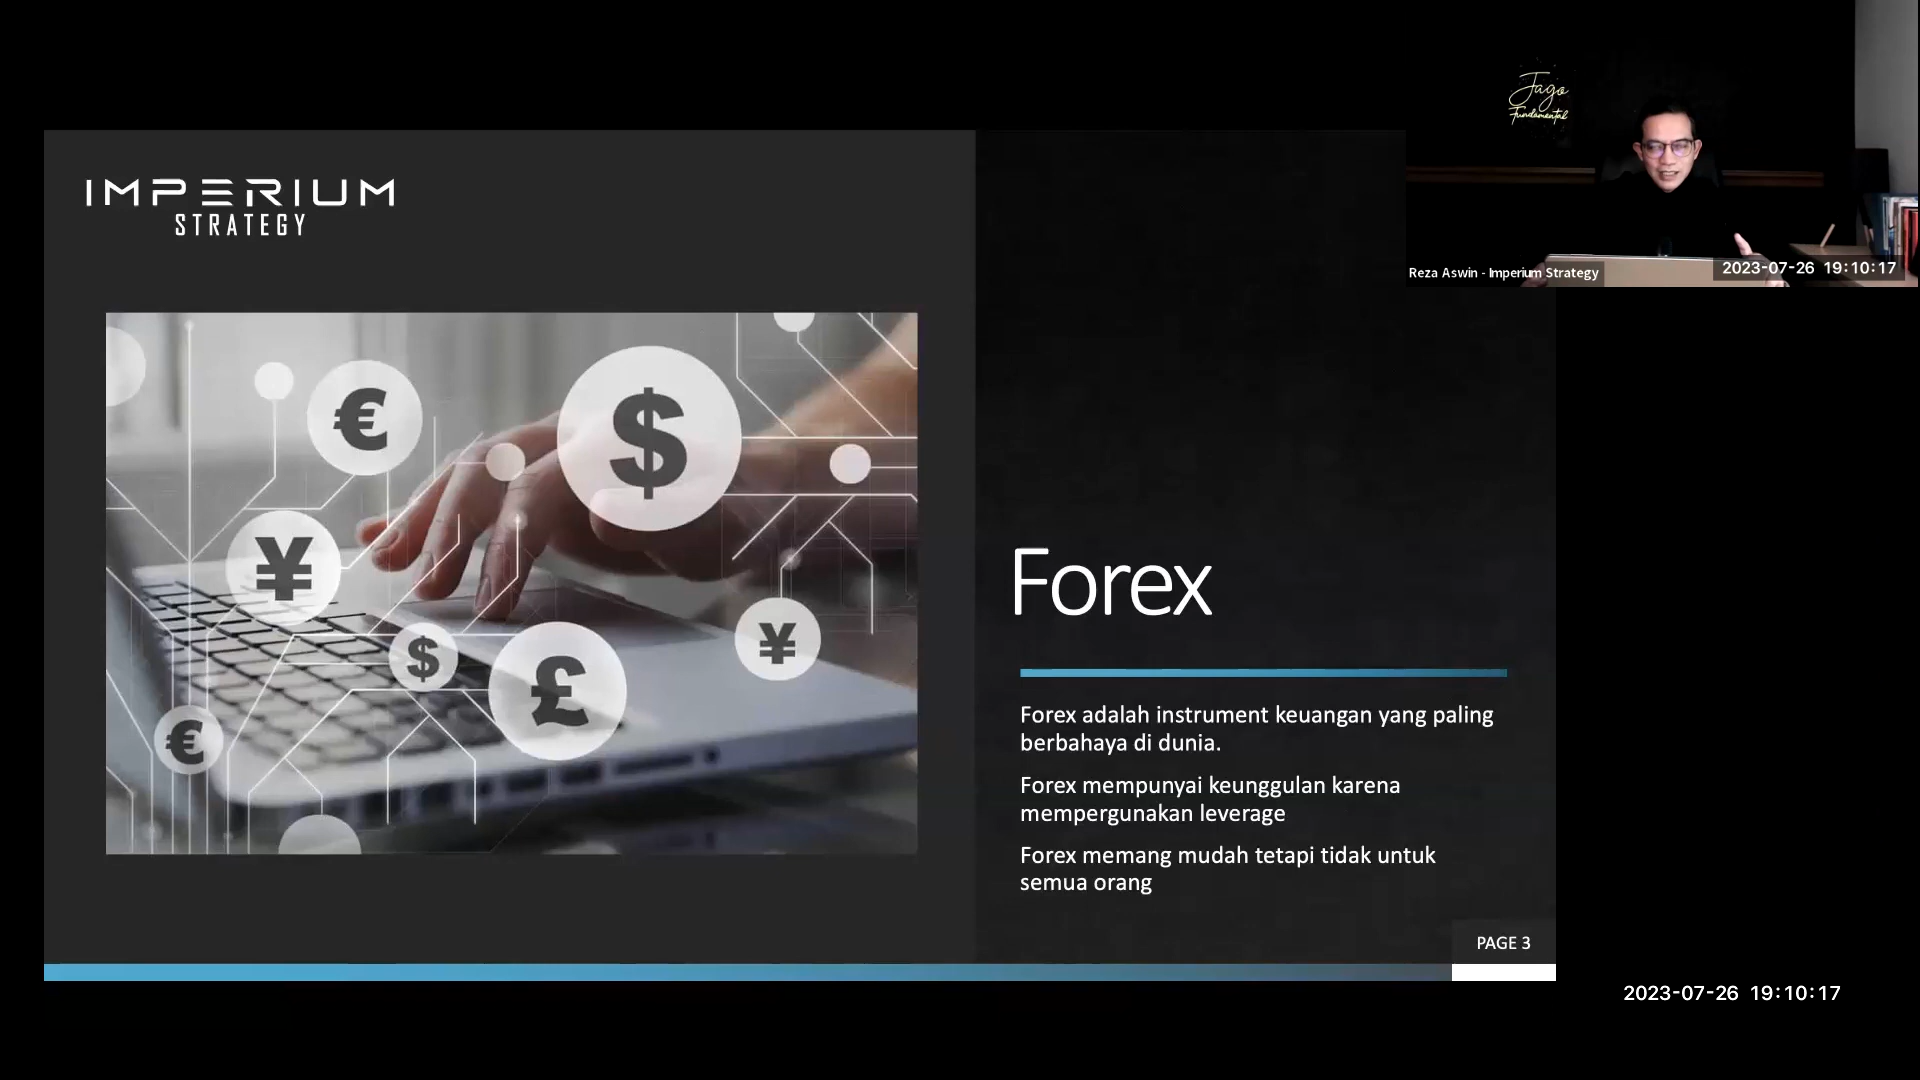 Jago
Fundamental
IMPERIUM
STRATEGY
Reza Aswin - Imperium Strategy
2023-07-26 19:10:17
€
$
¥
$
£
¥
€
Forex
Forex adalah instrument keuangan yang paling
berbahaya di dunia.
Forex mempunyai keunggulan karena
mempergunakan leverage
Forex memang mudah tetapi tidak untuk
semua orang
PAGE 3
2023-07-26 19:10:17